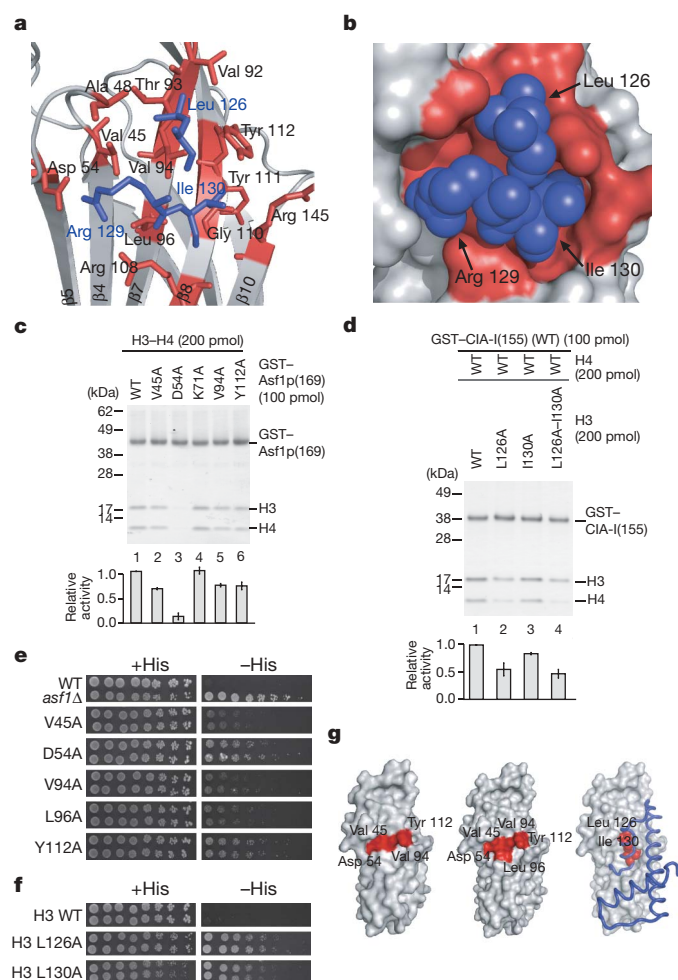 a
Val 92
Ala 48
Thr 93
Leu 126
Val 45
Tyr 112
Asp 54
Val 94
Tyr 111
Ile 130
Arg 129
Leu 96
Gly 110
Arg 145
Arg 108
β5
β4
β7
β8
β10
b
Leu 126
Arg 129
Ile 130
c
H3–H4 (200 pmol)
WT
V45A
D54A
K71A
V94A
Y112A
GST–
Asf1p(169)
(100 pmol)
(kDa)
62
49
38
28
17
14
GST–
Asf1p(169)
H3
H4
1 2 3 4 5 6
Relative
activity
1.0
0.5
0.0
d
GST–CIA-I(155) (WT) (100 pmol)
WT
WT
WT
WT
H4
(200 pmol)
WT
L126A
I130A
L126A–I130A
H3
(200 pmol)
(kDa)
49
38
28
17
14
GST–
CIA-I(155)
H3
H4
1 2 3 4
Relative
activity
1.0
0.5
0.0
e
+His
–His
WT
asf1Δ
V45A
D54A
V94A
L96A
Y112A
f
+His
–His
H3 WT
H3 L126A
H3 L130A
g
Val 45
Tyr 112
Asp 54
Val 94
Val 94
Val 45
Tyr 112
Asp 54
Leu 96
Leu 126
Ile 130